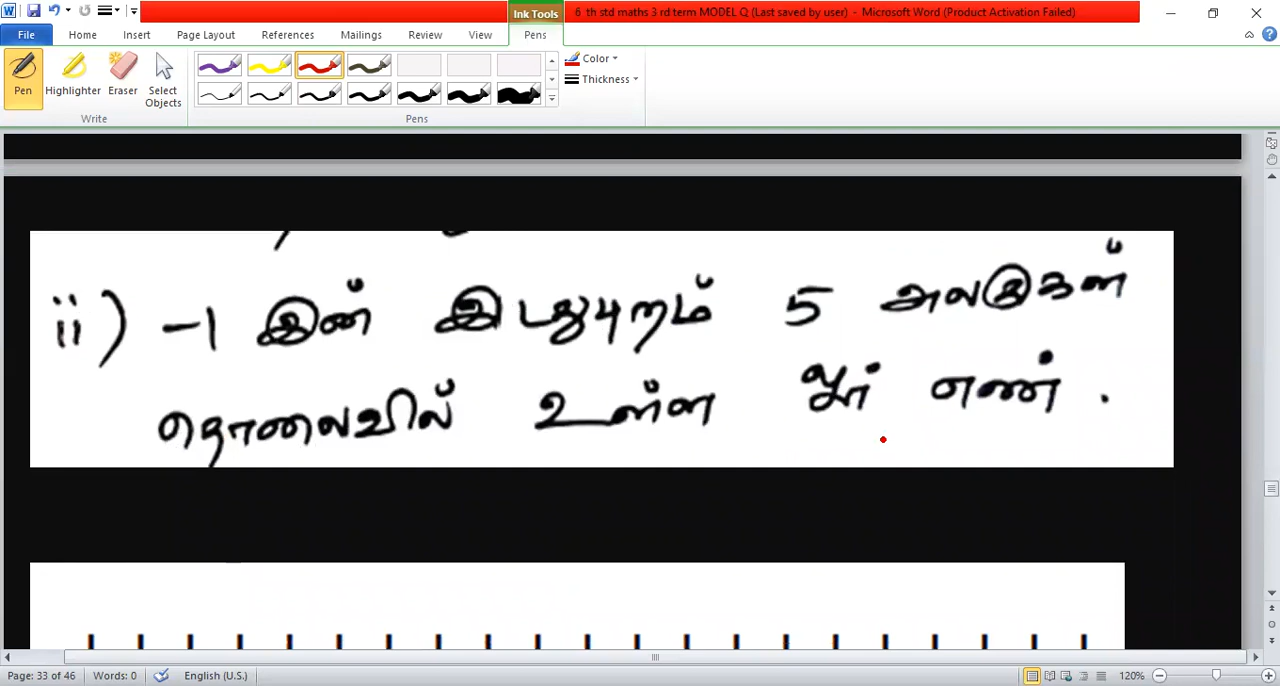 Ink Tools
6 th std maths 3 rd term MODEL Q (Last saved by user) - Microsoft Word (Product Activation Failed)
File Home Insert Page Layout References Mailings Review View Pens
Pen Highlighter Eraser Select Objects
Color
Thickness
Write Pens
ii) -1 இன் இடதுபுறம் 5 அலகுகள்
தொலைவில் உள்ள ஓர் எண் .
Page: 33 of 46 Words: 0 English (U.S.) 120%